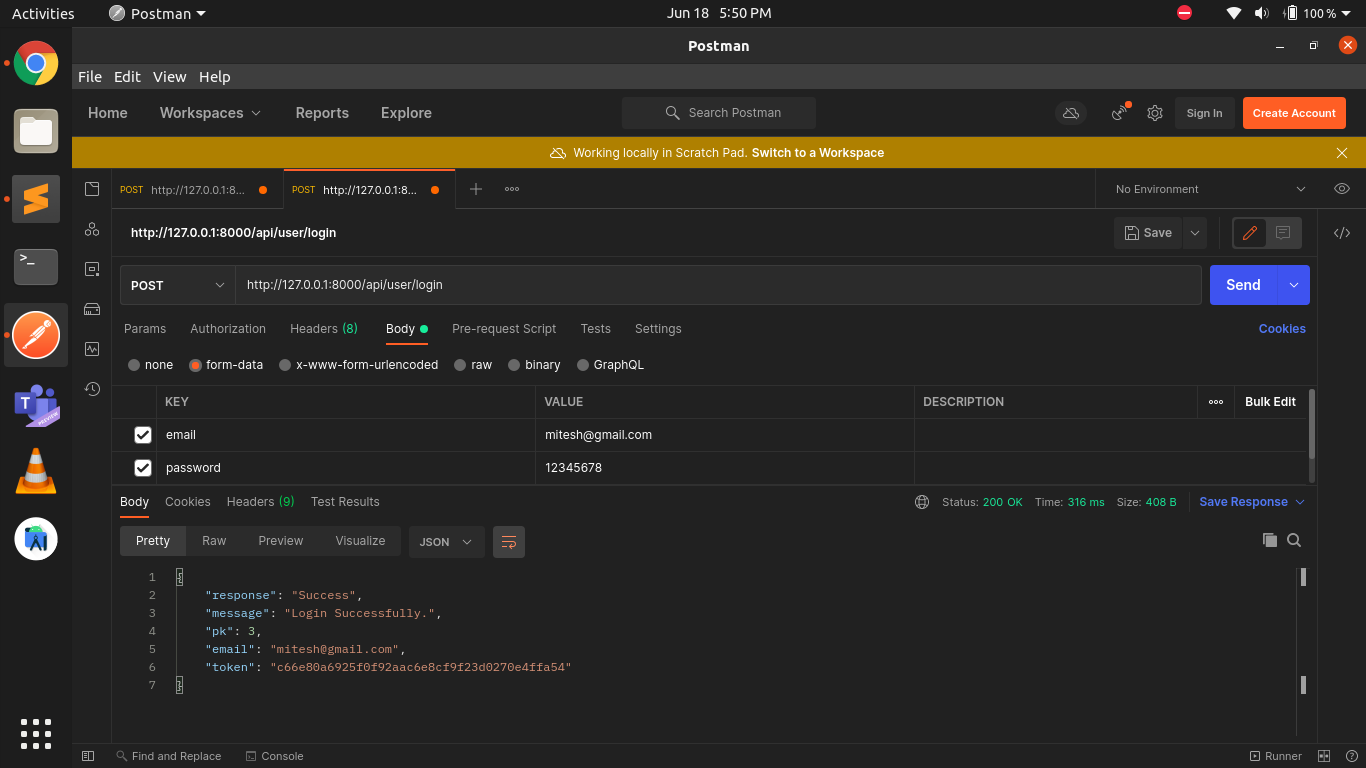 Activities Postman Jun 18 5:50 PM 100 %
Postman
File Edit View Help
Home Workspaces Reports Explore Search Postman Sign In Create Account
Working locally in Scratch Pad. Switch to a Workspace
POST http://127.0.0.1:8... POST http://127.0.0.1:8... No Environment
http://127.0.0.1:8000/api/user/login Save
POST http://127.0.0.1:8000/api/user/login Send
Params Authorization Headers (8) Body Pre-request Script Tests Settings Cookies
none form-data x-www-form-urlencoded raw binary GraphQL
KEY VALUE DESCRIPTION Bulk Edit
email mitesh@gmail.com
password 12345678
Body Cookies Headers (9) Test Results Status: 200 OK Time: 316 ms Size: 408 B Save Response
Pretty Raw Preview Visualize JSON
1 {
2 "response": "Success",
3 "message": "Login Successfully.",
4 "pk": 3,
5 "email": "mitesh@gmail.com",
6 "token": "c66e80a6925f0f92aac6e8cf9f23d0270e4ffa54"
7 }
Find and Replace Console Runner